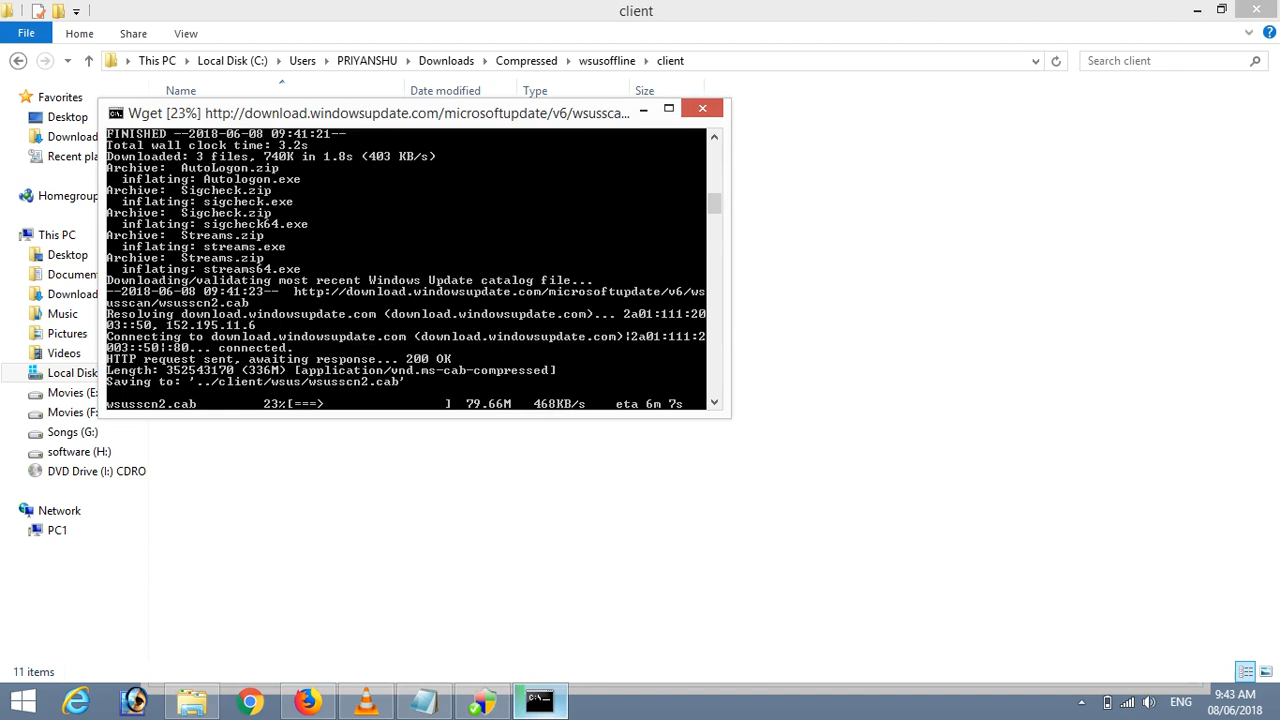 client
File Home Share View
This PC Local Disk (C:) Users PRIYANSHU Downloads Compressed wsusoffline client
Search client
Name Date modified Type Size
Favorites
Desktop
Downloa
Recent pla
Homegroup
This PC
Desktop
Documen
Download
Music
Pictures
Videos
Local Disk
Movies (E:
Movies (F:
Songs (G:)
software (H:)
DVD Drive (I:) CDRO
Network
PC1
Wget [23%] http://download.windowsupdate.com/microsoftupdate/v6/wsussca...
FINISHED --2018-06-08 09:41:21--
Total wall clock time: 3.2s
Downloaded: 3 files, 740K in 1.8s (403 KB/s)
Archive:  AutoLogon.zip
inflating: Autologon.exe
Archive:  Sigcheck.zip
inflating: sigcheck.exe
Archive:  Sigcheck.zip
inflating: sigcheck64.exe
Archive:  Streams.zip
inflating: streams.exe
Archive:  Streams.zip
inflating: streams64.exe
Downloading/validating most recent Windows Update catalog file...
--2018-06-08 09:41:23--  http://download.windowsupdate.com/microsoftupdate/v6/ws
usscan/wsusscn2.cab
Resolving download.windowsupdate.com (download.windowsupdate.com)... 2a01:111:20
03::50, 152.195.11.6
Connecting to download.windowsupdate.com (download.windowsupdate.com)|2a01:111:2
003::50|:80... connected.
HTTP request sent, awaiting response... 200 OK
Length: 352543170 (336M) [application/vnd.ms-cab-compressed]
Saving to: '../client/wsus/wsusscn2.cab'
wsusscn2.cab 23%[===> ] 79.66M 468KB/s eta 6m 7s
11 items
C:\
ENG
9:43 AM
08/06/2018